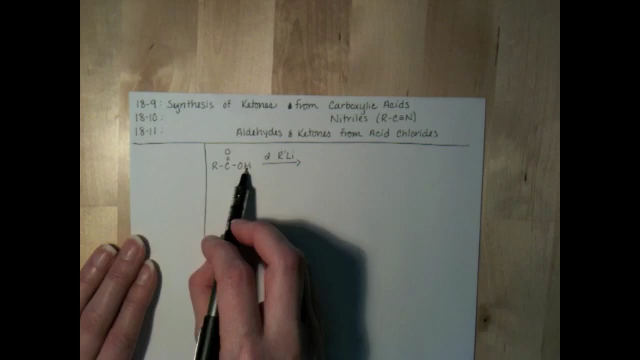 18-9: Synthesis of Ketones from Carboxylic Acids
18-10: Nitriles (R-C≡N)
18-11: Aldehydes & Ketones from Acid Chlorides
O
R-C-OH 2 R'Li